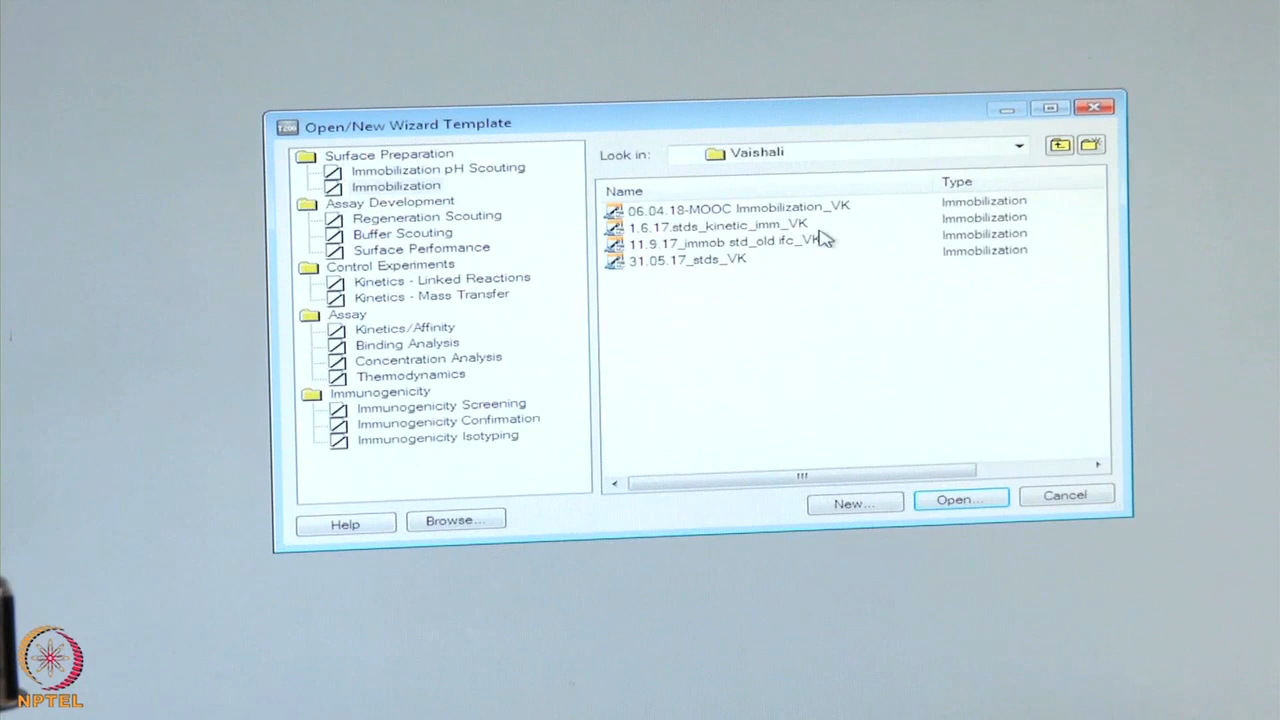 T200 Open/New Wizard Template
Surface Preparation
Immobilization pH Scouting
Immobilization
Assay Development
Regeneration Scouting
Buffer Scouting
Surface Performance
Control Experiments
Kinetics - Linked Reactions
Kinetics - Mass Transfer
Assay
Kinetics/Affinity
Binding Analysis
Concentration Analysis
Thermodynamics
Immunogenicity
Immunogenicity Screening
Immunogenicity Confirmation
Immunogenicity Isotyping
Look in: Vaishali
Name Type
06.04.18-MOOC Immobilization_VK Immobilization
1.6.17.stds_kinetic_imm_VK Immobilization
11.9.17_immob std_old ifc_VK Immobilization
31.05.17_stds_VK Immobilization
Help Browse... New... Open... Cancel
NPTEL